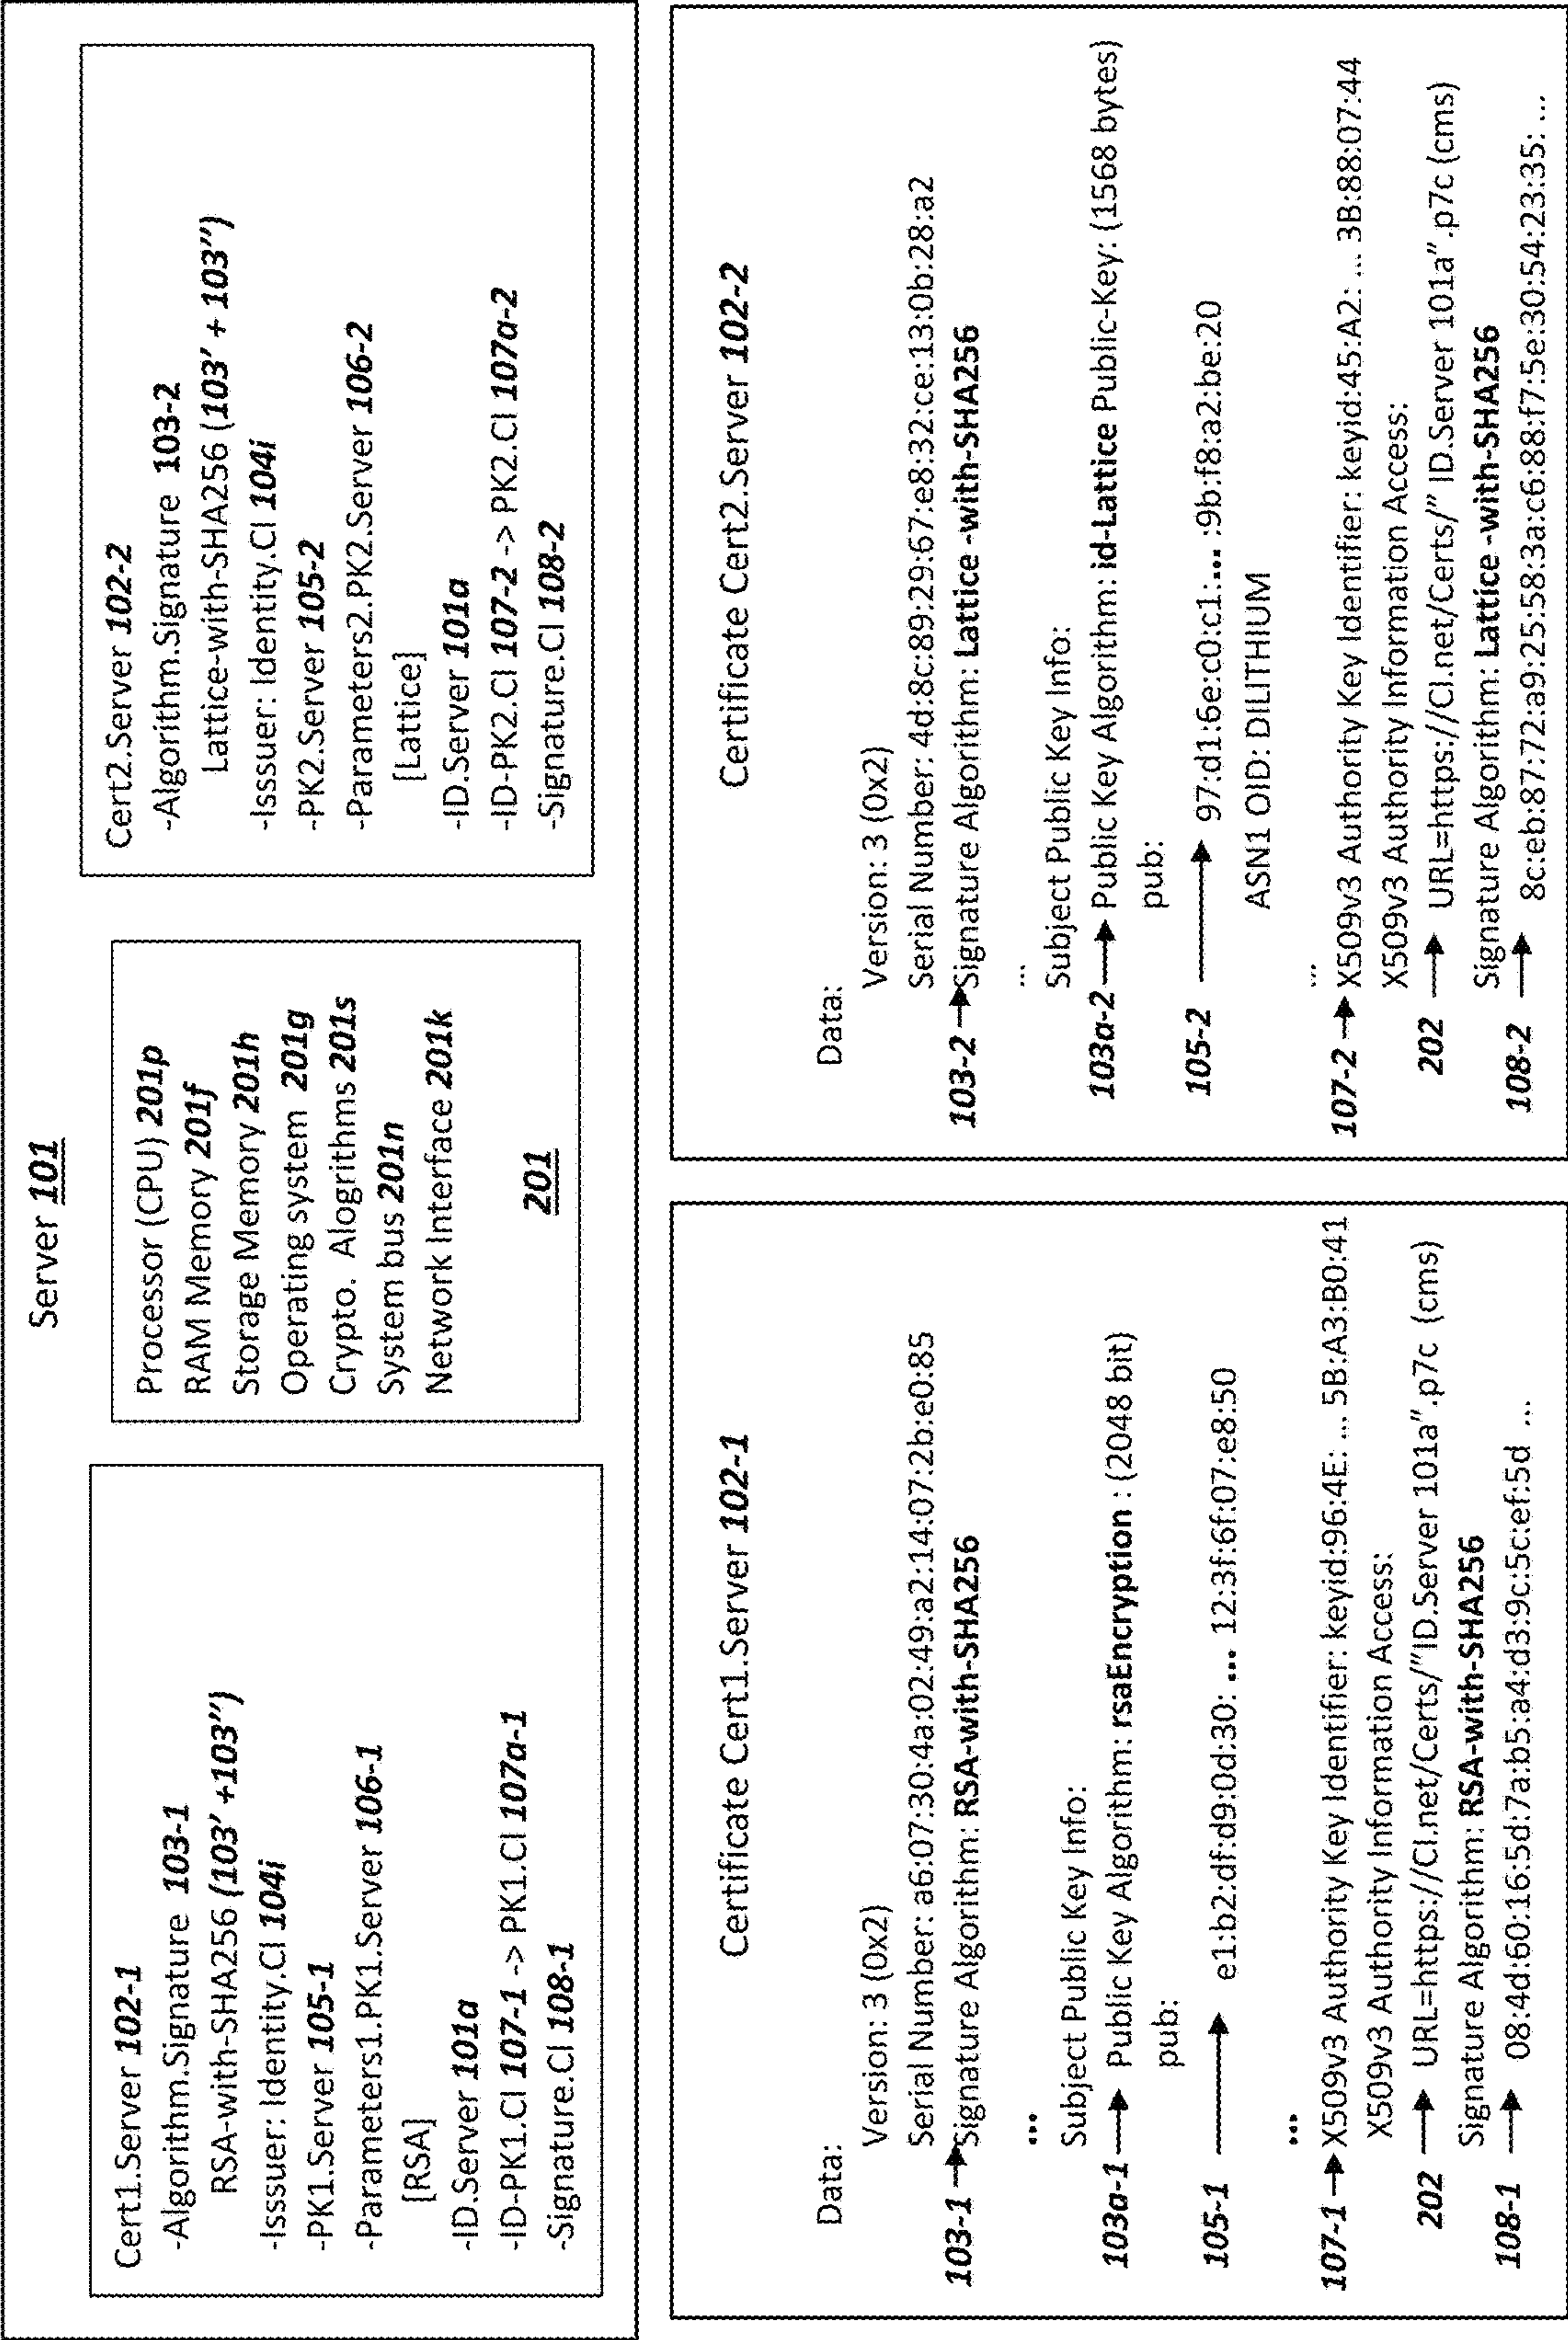 Server 101
Cert1.Server 102-1
-Algorithm.Signature 103-1
RSA-with-SHA256 (103' +103")
-Isssuer: Identity.CI 104i
-PK1.Server 105-1
-Parameters1.PK1.Server 106-1
[RSA]
-ID.Server 101a
-ID-PK1.CI 107-1 -> PK1.CI 107a-1
-Signature.CI 108-1
Processor (CPU) 201p
RAM Memory 201f
Storage Memory 201h
Operating system 201g
Crypto. Alogrithms 201s
System bus 201n
Network Interface 201k
201
Cert2.Server 102-2
-Algorithm.Signature 103-2
Lattice-with-SHA256 (103' + 103")
-Isssuer: Identity.CI 104i
-PK2.Server 105-2
-Parameters2.PK2.Server 106-2
[Lattice]
-ID.Server 101a
-ID-PK2.CI 107-2 -> PK2.CI 107a-2
-Signature.CI 108-2
Certificate Cert1.Server 102-1
Data:
Version: 3 (0x2)
Serial Number: a6:07:30:4a:02:49:a2:14:07:2b:e0:85
103-1 Signature Algorithm: RSA-with-SHA256
...
Subject Public Key Info:
103a-1 Public Key Algorithm: rsaEncryption : (2048 bit)
pub:
105-1 e1:b2:df:d9:0d:30: ... 12:3f:6f:07:e8:50
...
107-1 X509v3 Authority Key Identifier: keyid:96:4E: ... 5B:A3:B0:41
X509v3 Authority Information Access:
202 URL=https://CI.net/Certs/"ID.Server 101a".p7c (cms)
Signature Algorithm: RSA-with-SHA256
108-1 08:4d:60:16:5d:7a:b5:a4:d3:9c:5c:ef:5d ...
Certificate Cert2.Server 102-2
Data:
Version: 3 (0x2)
Serial Number: 4d:8c:89:29:67:e8:32:ce:13:0b:28:a2
103-2 Signature Algorithm: Lattice -with-SHA256
...
Subject Public Key Info:
103a-2 Public Key Algorithm: id-Lattice Public-Key: (1568 bytes)
pub:
105-2 97:d1:6e:c0:c1:... :9b:f8:a2:be:20
ASN1 OID: DILITHIUM
...
107-2 X509v3 Authority Key Identifier: keyid:45:A2: ... 3B:88:07:44
X509v3 Authority Information Access:
202 URL=https://CI.net/Certs/" ID.Server 101a".p7c (cms)
Signature Algorithm: Lattice -with-SHA256
108-2 8c:eb:87:72:a9:25:58:3a:c6:88:f7:5e:30:54:23:35: ...